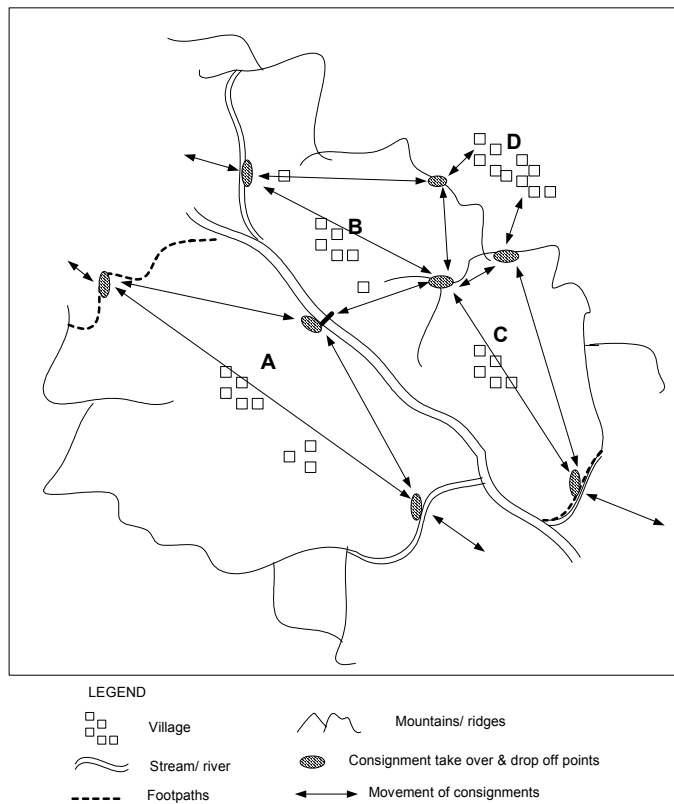 D
B
C
A
LEGEND
Village
Mountains/ ridges
Stream/ river
Consignment take over & drop off points
Footpaths
Movement of consignments